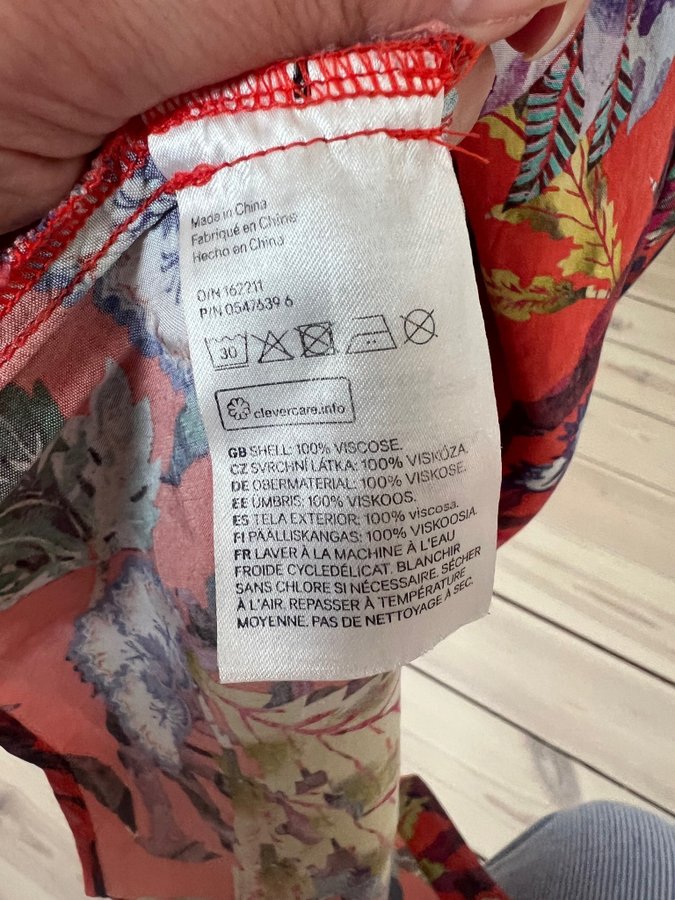 Made in China
Fabriqué en Chine
Hecho en China
O/N 162211
P/N 0547639 6
30
clevercare.info
GB SHELL: 100% VISCOSE.
CZ SVRCHNÍ LÁTKA: 100% VISKÓZA.
DE OBERMATERIAL: 100% VISKOSE.
EE ÜMBRIS: 100% VISKOOS.
ES TELA EXTERIOR: 100% viscosa.
FI PÄÄLLISKANGAS: 100% VISKOOSIA.
FR LAVER À LA MACHINE À L'EAU
FROIDE CYCLEDÉLICAT. BLANCHIR
SANS CHLORE SI NÉCESSAIRE. SÉCHER
À L'AIR. REPASSER À TEMPÉRATURE
MOYENNE. PAS DE NETTOYAGE À SEC.